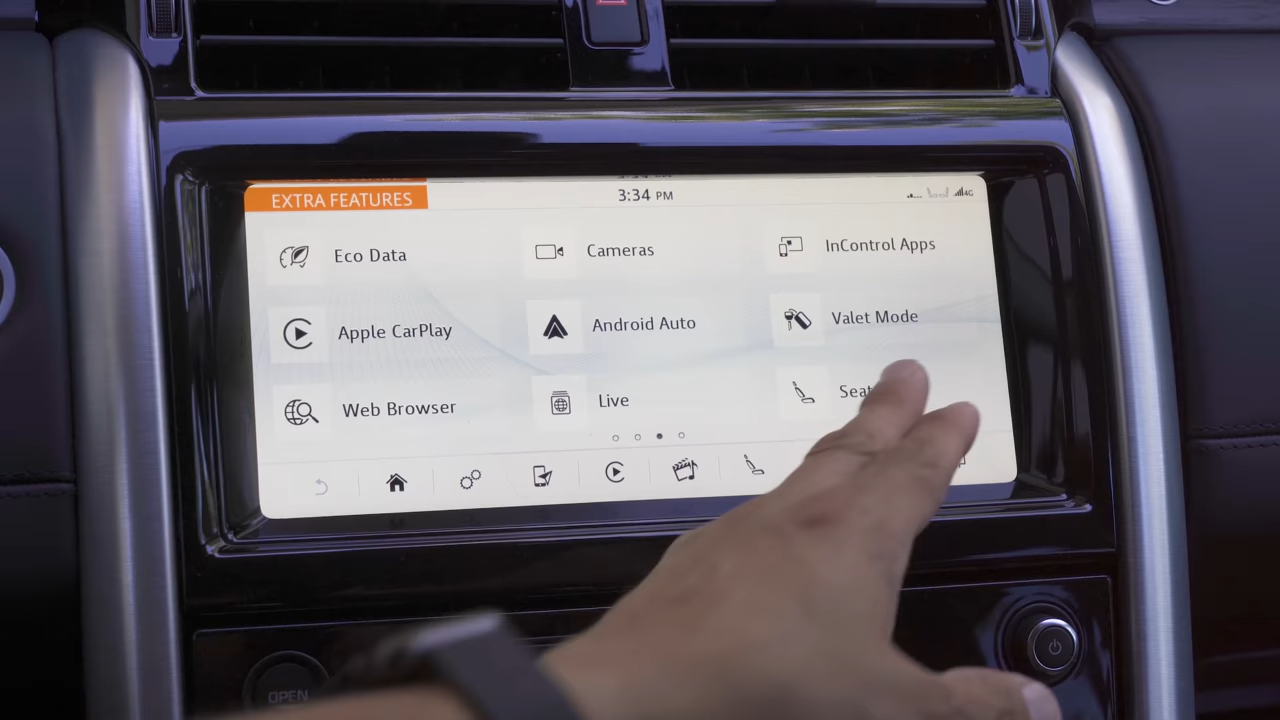 EXTRA FEATURES
3:34 PM
4G
Eco Data
Cameras
InControl Apps
Apple CarPlay
Android Auto
Valet Mode
Web Browser
Live
OPEN